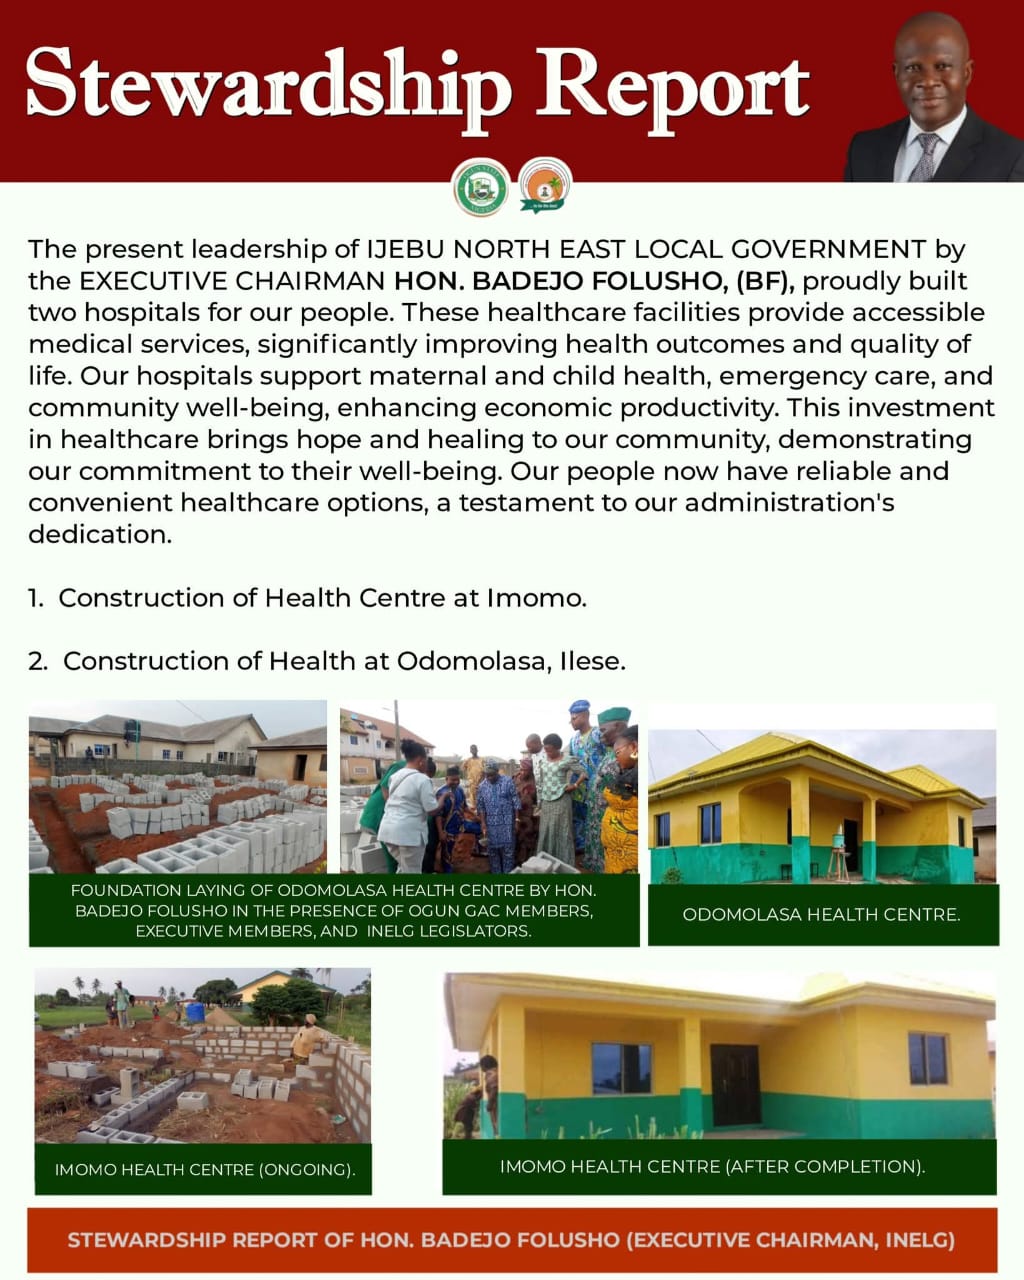 Stewardship Report
The present leadership of IJEBU NORTH EAST LOCAL GOVERNMENT by
the EXECUTIVE CHAIRMAN HON. BADEJO FOLUSHO, (BF), proudly built
two hospitals for our people. These healthcare facilities provide accessible
medical services, significantly improving health outcomes and quality of
life. Our hospitals support maternal and child health, emergency care, and
community well-being, enhancing economic productivity. This investment
in healthcare brings hope and healing to our community, demonstrating
our commitment to their well-being. Our people now have reliable and
convenient healthcare options, a testament to our administration's
dedication.
1. Construction of Health Centre at Imomo.
2. Construction of Health at Odomolasa, Ilese.
FOUNDATION LAYING OF ODOMOLASA HEALTH CENTRE BY HON.
BADEJO FOLUSHO IN THE PRESENCE OF OGUN GAC MEMBERS,
EXECUTIVE MEMBERS, AND INELG LEGISLATORS.
ODOMOLASA HEALTH CENTRE.
IMOMO HEALTH CENTRE (ONGOING).
IMOMO HEALTH CENTRE (AFTER COMPLETION).
STEWARDSHIP REPORT OF HON. BADEJO FOLUSHO (EXECUTIVE CHAIRMAN, INELG)